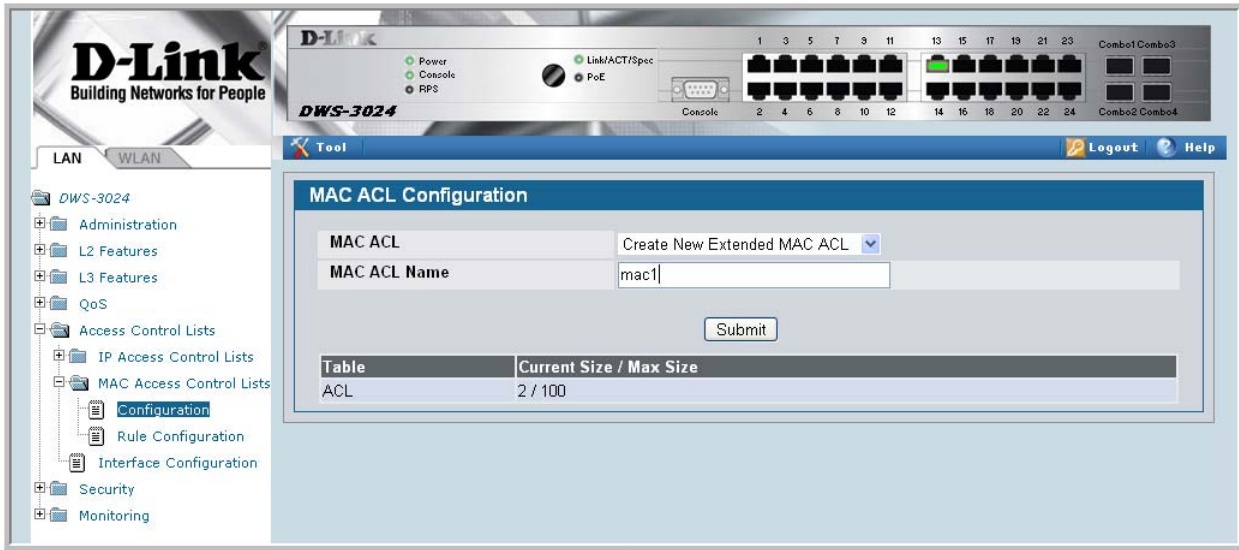 D-Link
Building Networks for People
D-Link
Power
Console
RPS
Link/ACT/Spec
PoE
DWS-3024
Console
1 3 5 7 9 11 13 15 17 19 21 23
2 4 6 8 10 12 14 16 18 20 22 24
Combo1 Combo3
Combo2 Combo4
LAN WLAN
Tool Logout Help
DWS-3024
Administration
L2 Features
L3 Features
QoS
Access Control Lists
IP Access Control Lists
MAC Access Control Lists
Configuration
Rule Configuration
Interface Configuration
Security
Monitoring
MAC ACL Configuration
MAC ACL Create New Extended MAC ACL
MAC ACL Name mac1
Submit
Table Current Size / Max Size
ACL 2 / 100